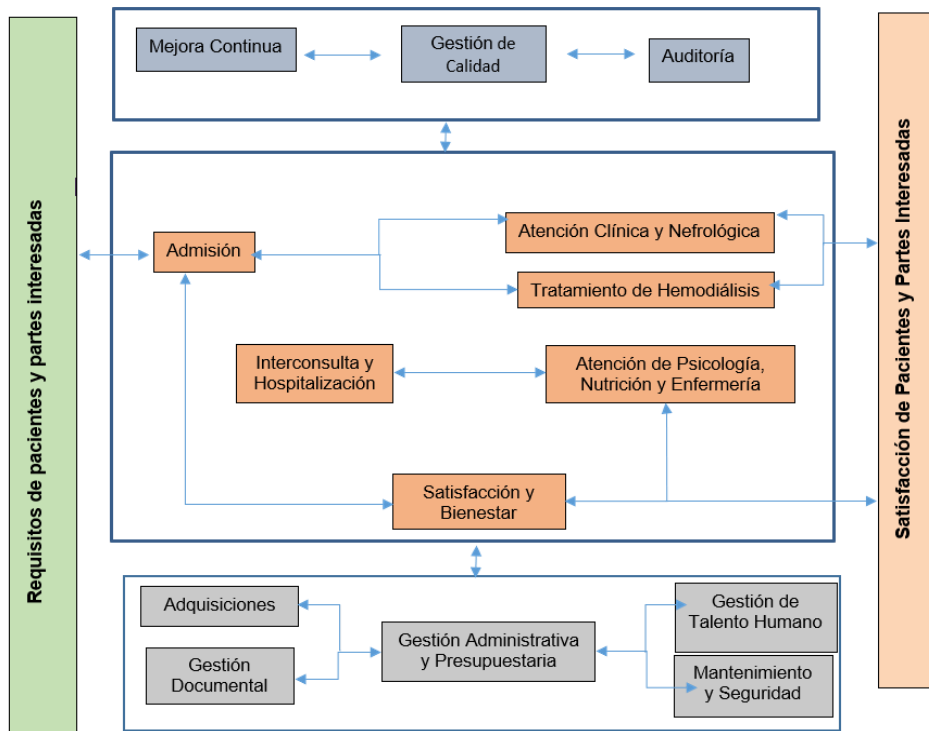 Requisitos de pacientes y partes interesadas
Mejora Continua
Gestión de
Calidad
Auditoría
Admisión
Atención Clínica y Nefrológica
Tratamiento de Hemodiálisis
Interconsulta y
Hospitalización
Atención de Psicología,
Nutrición y Enfermería
Satisfacción y
Bienestar
Adquisiciones
Gestión
Documental
Gestión Administrativa
y Presupuestaria
Gestión de
Talento Humano
Mantenimiento
y Seguridad
Satisfacción de Pacientes y Partes Interesadas